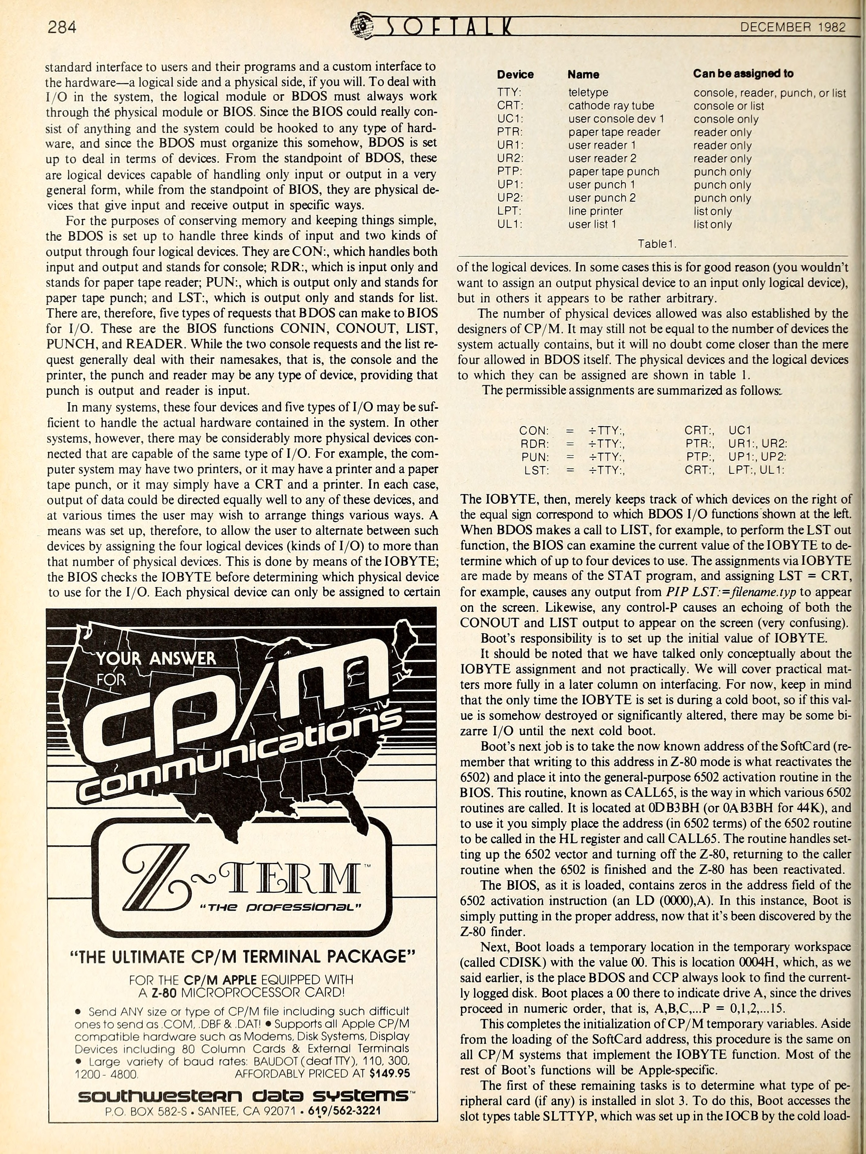 284
SOFTALK
DECEMBER 1982
standard interface to users and their programs and a custom interface to
the hardware—a logical side and a physical side, if you will. To deal with
I/O in the system, the logical module or BDOS must always work
through the physical module or BIOS. Since the BIOS could really con-
sist of anything and the system could be hooked to any type of hard-
ware, and since the BDOS must organize this somehow, BDOS is set
up to deal in terms of devices. From the standpoint of BDOS, these
are logical devices capable of handling only input or output in a very
general form, while from the standpoint of BIOS, they are physical de-
vices that give input and receive output in specific ways.
For the purposes of conserving memory and keeping things simple,
the BDOS is set up to handle three kinds of input and two kinds of
output through four logical devices. They are CON:, which handles both
input and output and stands for console; RDR:, which is input only and
stands for paper tape reader; PUN:, which is output only and stands for
paper tape punch; and LST:, which is output only and stands for list.
There are, therefore, five types of requests that BDOS can make to BIOS
for I/O. These are the BIOS functions CONIN, CONOUT, LIST,
PUNCH, and READER. While the two console requests and the list re-
quest generally deal with their namesakes, that is, the console and the
printer, the punch and reader may be any type of device, providing that
punch is output and reader is input.
In many systems, these four devices and five types of I/O may be suf-
ficient to handle the actual hardware contained in the system. In other
systems, however, there may be considerably more physical devices con-
nected that are capable of the same type of I/O. For example, the com-
puter system may have two printers, or it may have a printer and a paper
tape punch, or it may simply have a CRT and a printer. In each case,
output of data could be directed equally well to any of these devices, and
at various times the user may wish to arrange things various ways. A
means was set up, therefore, to allow the user to alternate between such
devices by assigning the four logical devices (kinds of I/O) to more than
that number of physical devices. This is done by means of the IOBYTE;
the BIOS checks the IOBYTE before determining which physical device
to use for the I/O. Each physical device can only be assigned to certain
YOUR ANSWER
FOR
CP/M
communications
Z~TERM™
"THE professional"
"THE ULTIMATE CP/M TERMINAL PACKAGE"
FOR THE CP/M APPLE EQUIPPED WITH
A Z-80 MICROPROCESSOR CARD!
• Send ANY size or type of CP/M file including such difficult
ones to send as .COM, .DBF & .DAT! • Supports all Apple CP/M
compatible hardware such as Modems, Disk Systems, Display
Devices including 80 Column Cards & External Terminals
• Large variety of baud rates: BAUDOT (deaf TTY), 110, 300,
1200 - 4800. AFFORDABLY PRICED AT $149.95
southwestern data systems™
P.O. BOX 582-S • SANTEE, CA 92071 • 619/562-3221
Device Name Can be assigned to
TTY: teletype console, reader, punch, or list
CRT: cathode ray tube console or list
UC1: user console dev 1 console only
PTR: paper tape reader reader only
UR1: user reader 1 reader only
UR2: user reader 2 reader only
PTP: paper tape punch punch only
UP1: user punch 1 punch only
UP2: user punch 2 punch only
LPT: line printer list only
UL1: user list 1 list only
Table1.
of the logical devices. In some cases this is for good reason (you wouldn't
want to assign an output physical device to an input only logical device),
but in others it appears to be rather arbitrary.
The number of physical devices allowed was also established by the
designers of CP/M. It may still not be equal to the number of devices the
system actually contains, but it will no doubt come closer than the mere
four allowed in BDOS itself. The physical devices and the logical devices
to which they can be assigned are shown in table 1.
The permissible assignments are summarized as follows:
CON: = ÷TTY:, CRT:, UC1
RDR: = ÷TTY:, PTR:, UR1:, UR2:
PUN: = ÷TTY:, PTP:, UP1:, UP2:
LST: = ÷TTY:, CRT:, LPT:, UL1:
The IOBYTE, then, merely keeps track of which devices on the right of
the equal sign correspond to which BDOS I/O functions shown at the left.
When BDOS makes a call to LIST, for example, to perform the LST out
function, the BIOS can examine the current value of the IOBYTE to de-
termine which of up to four devices to use. The assignments via IOBYTE
are made by means of the STAT program, and assigning LST = CRT,
for example, causes any output from PIP LST:=filename.typ to appear
on the screen. Likewise, any control-P causes an echoing of both the
CONOUT and LIST output to appear on the screen (very confusing).
Boot's responsibility is to set up the initial value of IOBYTE.
It should be noted that we have talked only conceptually about the
IOBYTE assignment and not practically. We will cover practical mat-
ters more fully in a later column on interfacing. For now, keep in mind
that the only time the IOBYTE is set is during a cold boot, so if this val-
ue is somehow destroyed or significantly altered, there may be some bi-
zarre I/O until the next cold boot.
Boot's next job is to take the now known address of the SoftCard (re-
member that writing to this address in Z-80 mode is what reactivates the
6502) and place it into the general-purpose 6502 activation routine in the
BIOS. This routine, known as CALL65, is the way in which various 6502
routines are called. It is located at 0DB3BH (or 0AB3BH for 44K), and
to use it you simply place the address (in 6502 terms) of the 6502 routine
to be called in the HL register and call CALL65. The routine handles set-
ting up the 6502 vector and turning off the Z-80, returning to the caller
routine when the 6502 is finished and the Z-80 has been reactivated.
The BIOS, as it is loaded, contains zeros in the address field of the
6502 activation instruction (an LD (0000),A). In this instance, Boot is
simply putting in the proper address, now that it's been discovered by the
Z-80 finder.
Next, Boot loads a temporary location in the temporary workspace
(called CDISK) with the value 00. This is location 0004H, which, as we
said earlier, is the place BDOS and CCP always look to find the current-
ly logged disk. Boot places a 00 there to indicate drive A, since the drives
proceed in numeric order, that is, A,B,C,...P = 0,1,2,...15.
This completes the initialization of CP/M temporary variables. Aside
from the loading of the SoftCard address, this procedure is the same on
all CP/M systems that implement the IOBYTE function. Most of the
rest of Boot's functions will be Apple-specific.
The first of these remaining tasks is to determine what type of pe-
ripheral card (if any) is installed in slot 3. To do this, Boot accesses the
slot types table SLTTYP, which was set up in the IOCB by the cold load-